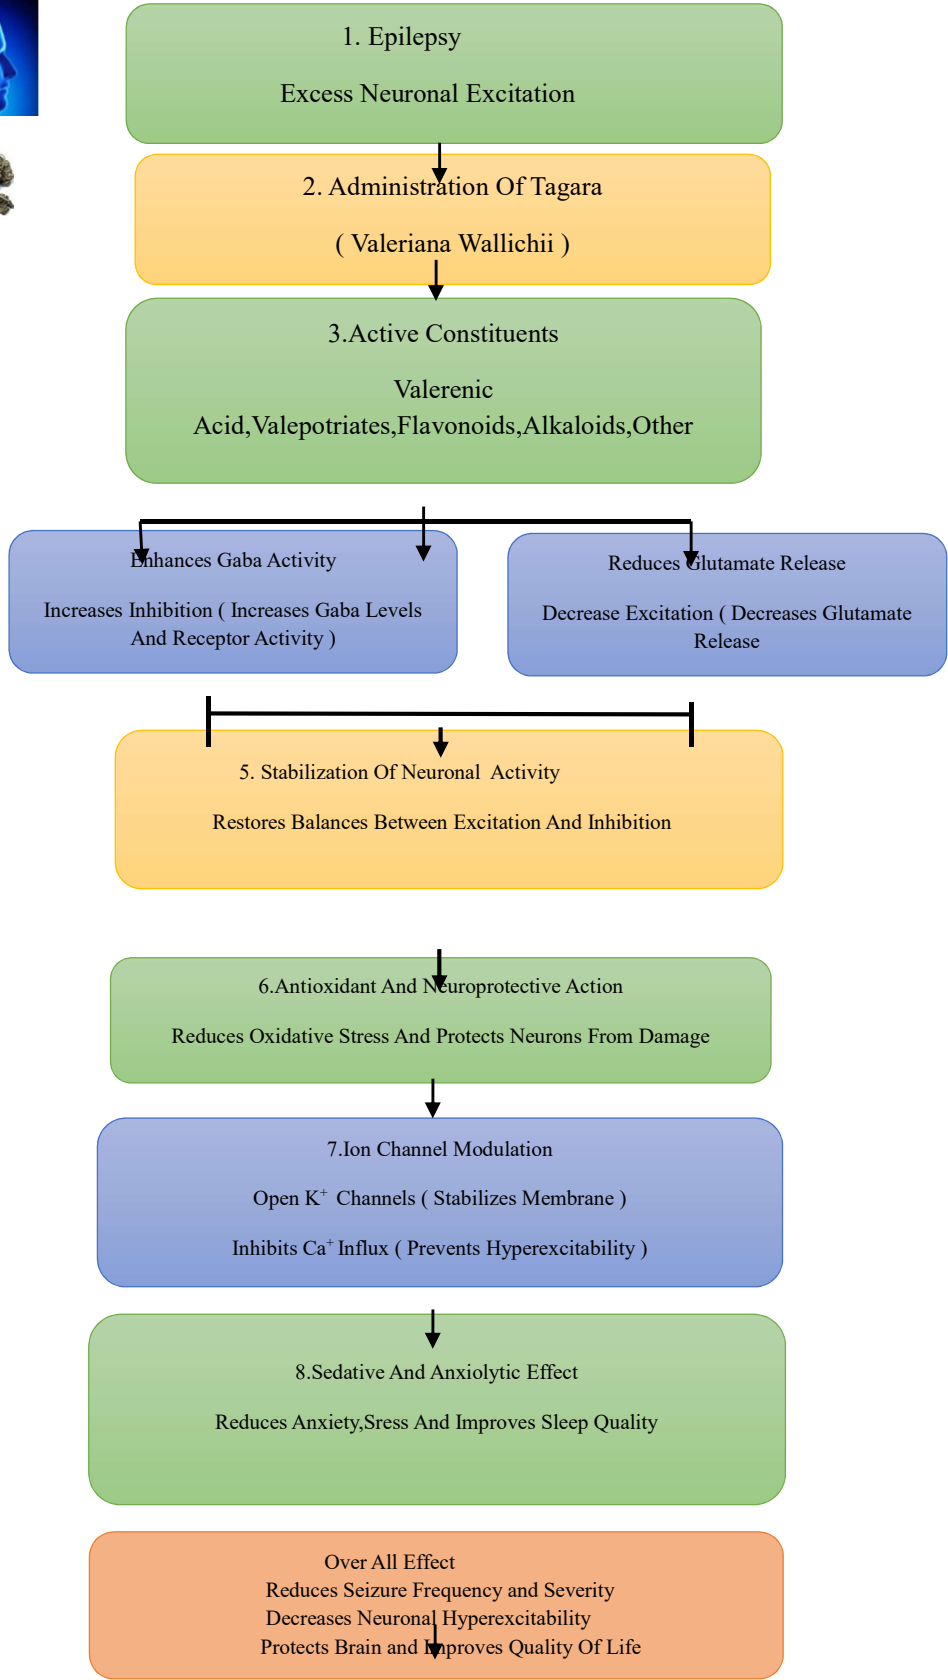 1. Epilepsy
Excess Neuronal Excitation
2. Administration Of Tagara
( Valeriana Wallichii )
3.Active Constituents
Valerenic
Acid,Valepotriates,Flavonoids,Alkaloids,Other
Enhances Gaba Activity
Increases Inhibition ( Increases Gaba Levels
And Receptor Activity )
Reduces Glutamate Release
Decrease Excitation ( Decreases Glutamate
Release
5. Stabilization Of Neuronal  Activity
Restores Balances Between Excitation And Inhibition
6.Antioxidant And Neuroprotective Action
Reduces Oxidative Stress And Protects Neurons From Damage
7.Ion Channel Modulation
Open K⁺ Channels ( Stabilizes Membrane )
Inhibits Ca⁺ Influx ( Prevents Hyperexcitability )
8.Sedative And Anxiolytic Effect
Reduces Anxiety,Sress And Improves Sleep Quality
Over All Effect
Reduces Seizure Frequency and Severity
Decreases Neuronal Hyperexcitability
Protects Brain and Improves Quality Of Life